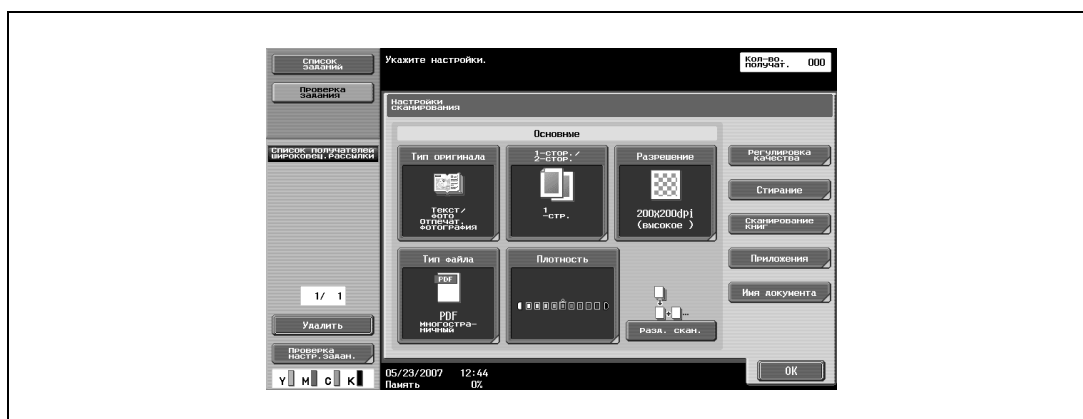 Список
заданий
Укажите настройки.
Кол-во.
получат. 000
Проверка
задания
Настройки
сканирования
Основные
Список получателей
широковещ.рассылки
Тип оригинала
1-стор./
2-стор.
Разрешение
Регулировка
качества
Стирание
Текст/
Фото
Отпечат.
Фотография
1
-стр.
200x200dpi
(высокое )
Сканирование
книг
Тип файла
Плотность
Приложения
PDF
Имя документа
1/ 1
PDF
Многостра-
ничный
Удалить
Разд. скан.
Проверка
настр.задан.
05/23/2007 12:44
Память 0%
OK
Y M C K